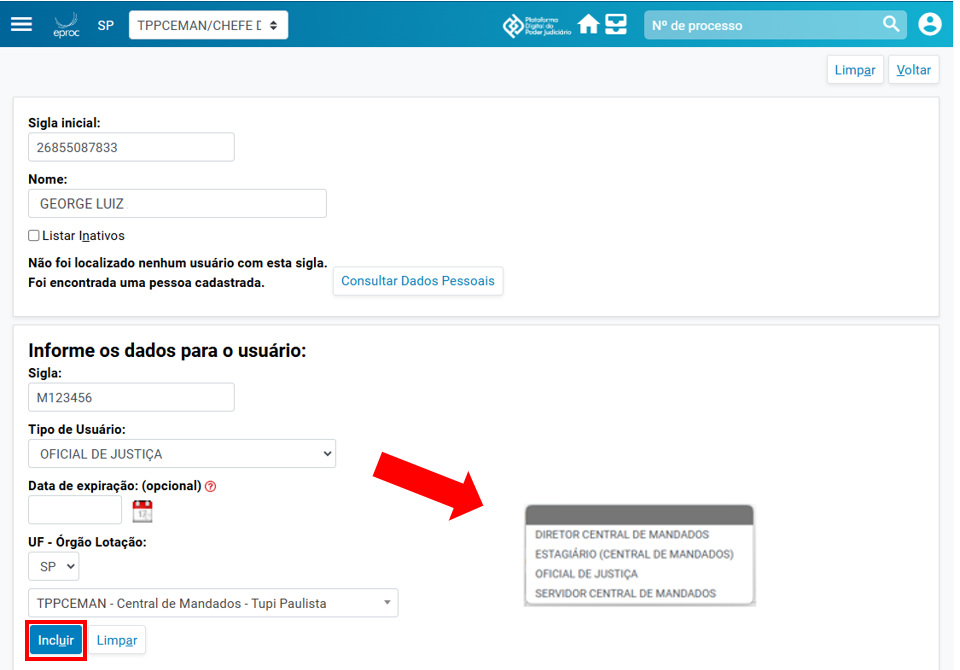 eproc
SP
TPPCEMAN/CHEFE D
Plataforma
Digital do
Poder Judiciário
Nº de processo
Limpar
Voltar
Sigla inicial:
26855087833
Nome:
GEORGE LUIZ
Listar Inativos
Não foi localizado nenhum usuário com esta sigla.
Foi encontrada uma pessoa cadastrada.
Consultar Dados Pessoais
Informe os dados para o usuário:
Sigla:
M123456
Tipo de Usuário:
OFICIAL DE JUSTIÇA
Data de expiração: (opcional) ?
DIRETOR CENTRAL DE MANDADOS
ESTAGIÁRIO (CENTRAL DE MANDADOS)
OFICIAL DE JUSTIÇA
SERVIDOR CENTRAL DE MANDADOS
UF - Órgão Lotação:
SP
TPPCEMAN - Central de Mandados - Tupi Paulista
Incluir
Limpar